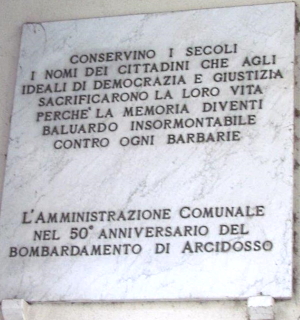 CONSERVINO I SECOLI
I NOMI DEI CITTADINI CHE AGLI
IDEALI DI DEMOCRAZIA E GIUSTIZIA
SACRIFICARONO LA LORO VITA
PERCHE' LA MEMORIA DIVENTI
BALUARDO INSORMONTABILE
CONTRO OGNI BARBARIE
L'AMMINISTRAZIONE COMUNALE
NEL 50° ANNIVERSARIO DEL
BOMBARDAMENTO DI ARCIDOSSO